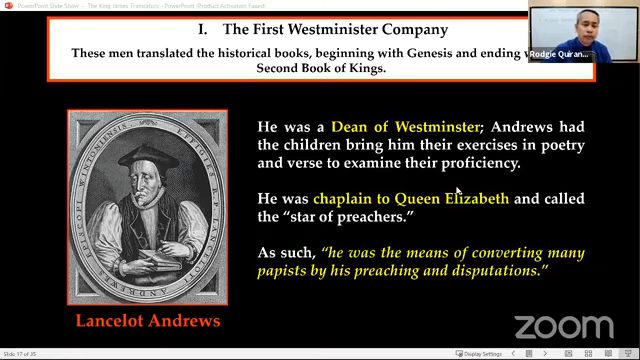 PowerPoint Slide Show - The King James Translators - PowerPoint (Product Activation Failed)
I. The First Westminister Company
These men translated the historical books, beginning with Genesis and ending
Second Book of Kings.
Rodgie Quiran...
He was a Dean of Westminster; Andrews had
the children bring him their exercises in poetry
and verse to examine their proficiency.
He was chaplain to Queen Elizabeth and called
the “star of preachers.”
As such, “he was the means of converting many
papists by his preaching and disputations.”
Lancelot Andrews
zoom
Slide 17 of 35
Display Settings